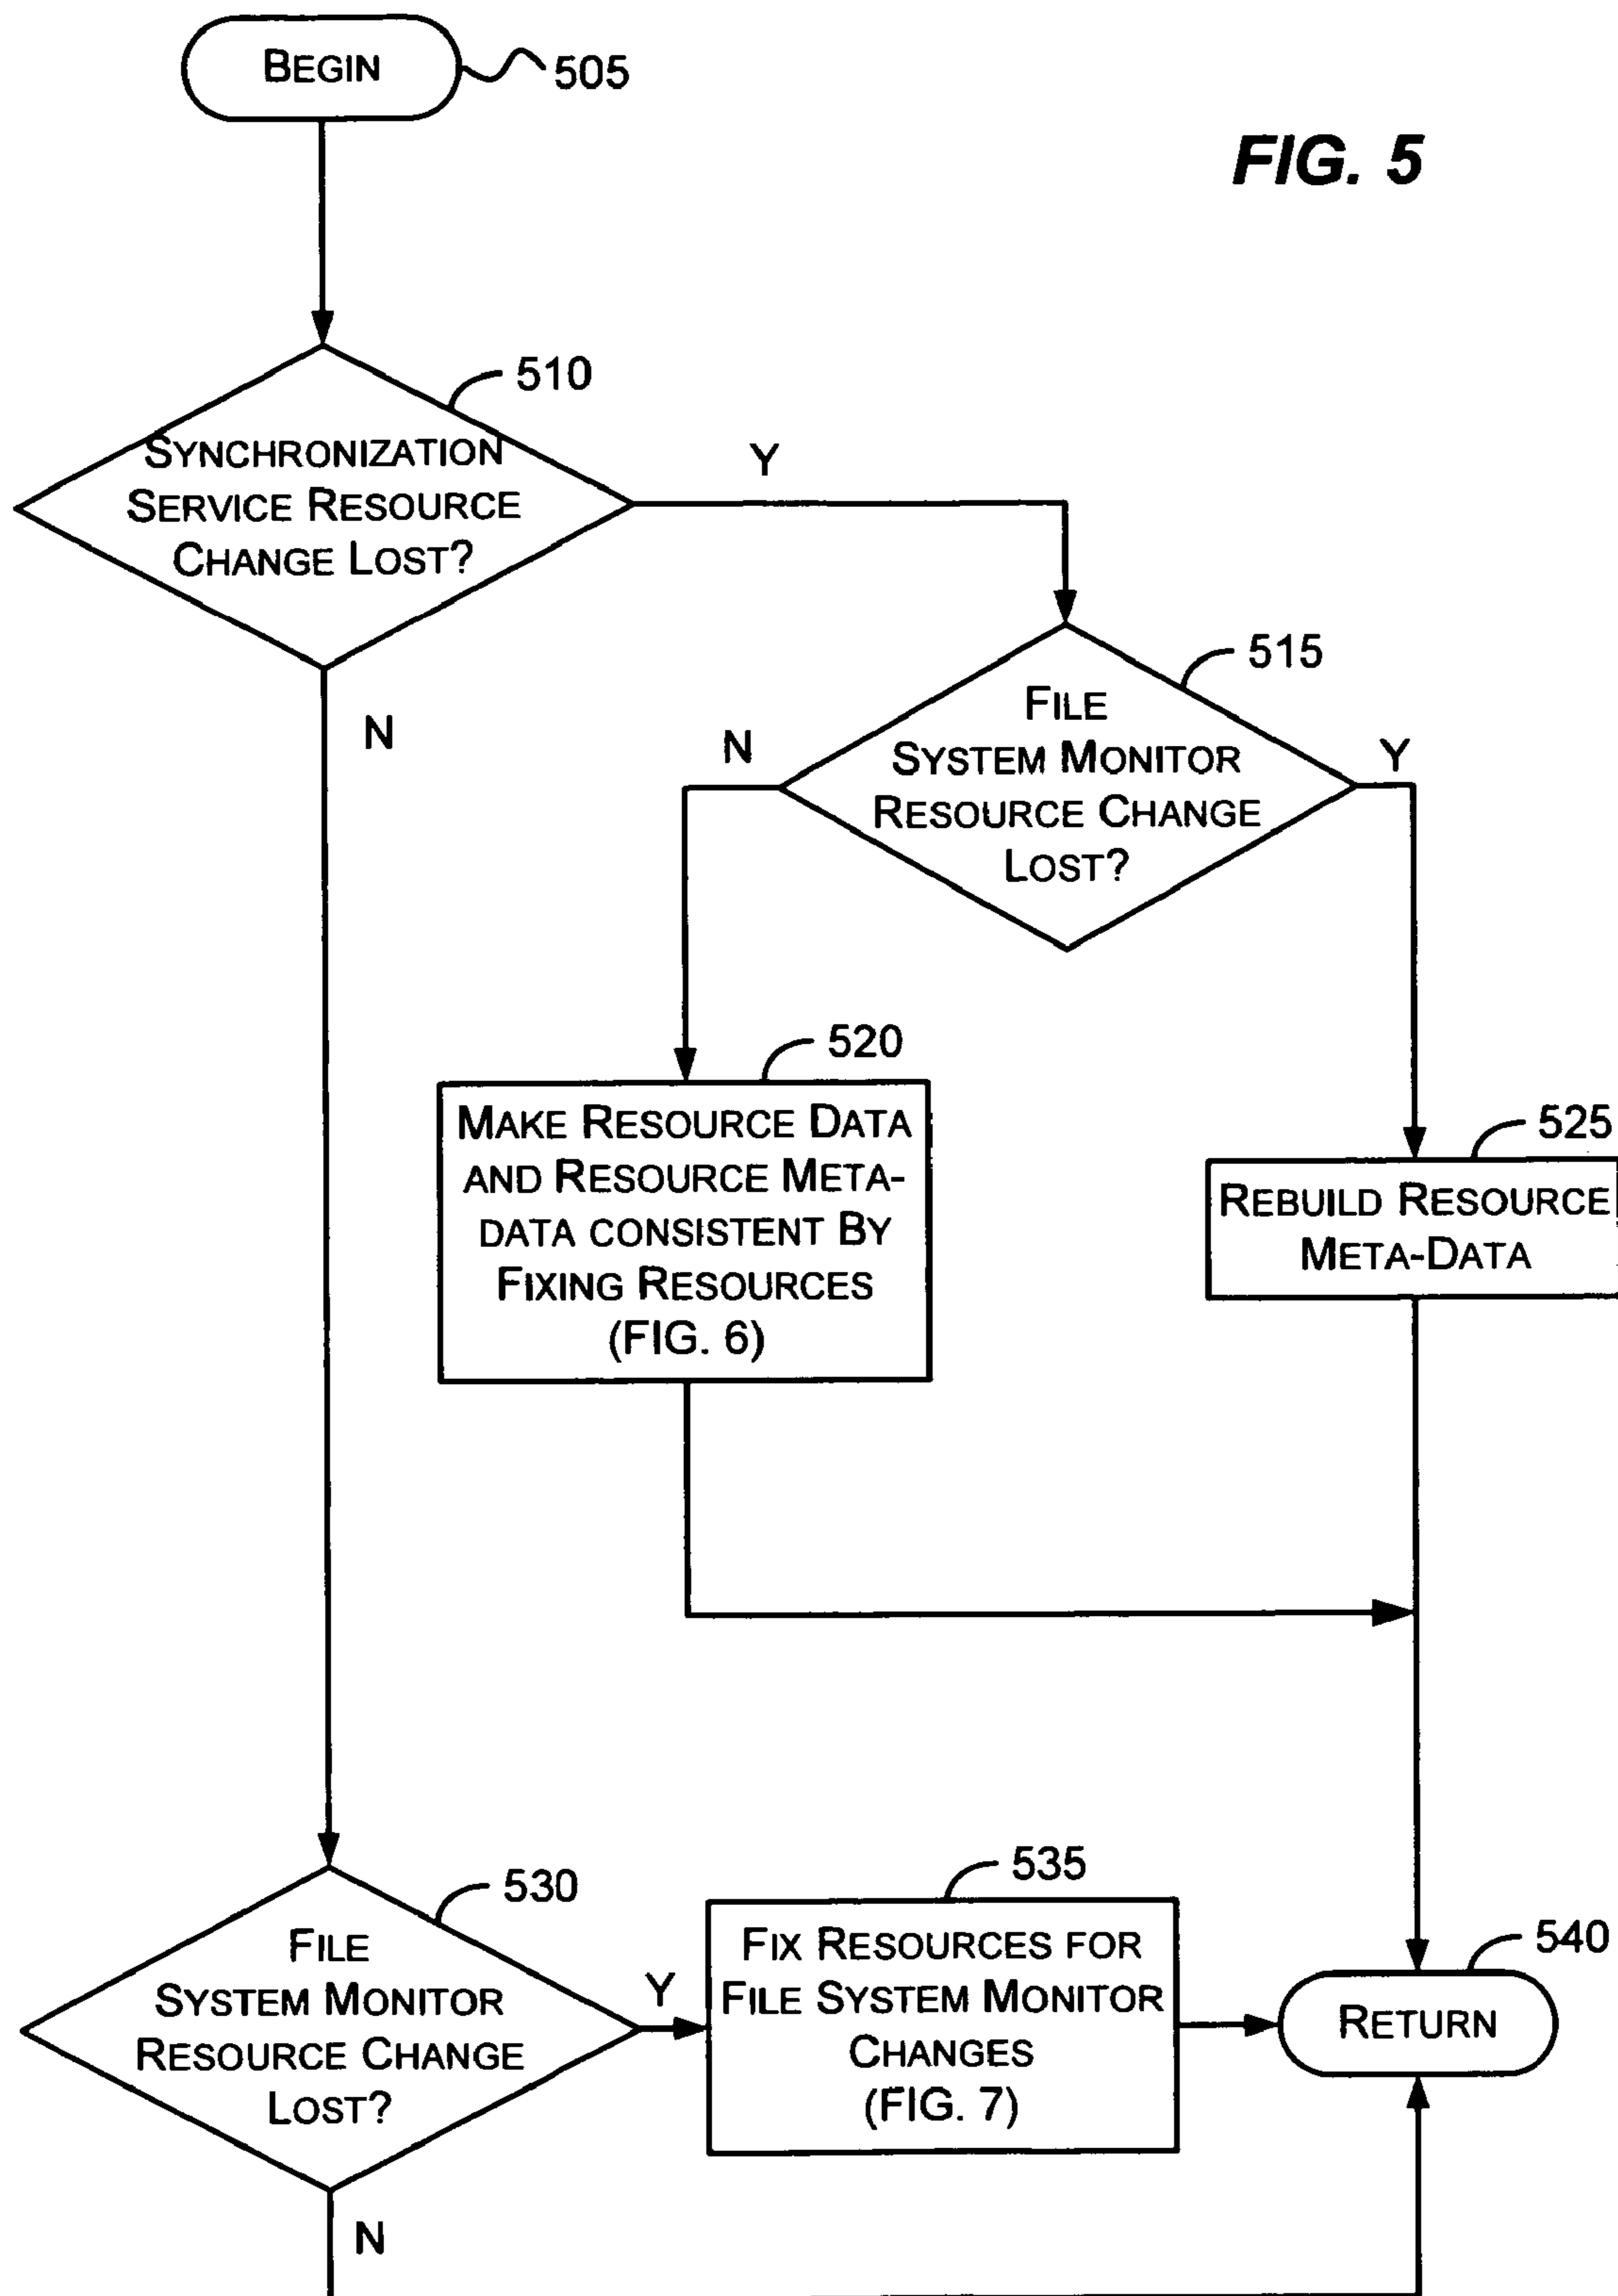 BEGIN
505
FIG. 5
510
SYNCHRONIZATION
SERVICE RESOURCE
CHANGE LOST?
Y
N
515
FILE
SYSTEM MONITOR
RESOURCE CHANGE
LOST?
N
Y
520
MAKE RESOURCE DATA
AND RESOURCE META-
DATA CONSISTENT BY
FIXING RESOURCES
(FIG. 6)
525
REBUILD RESOURCE
META-DATA
530
FILE
SYSTEM MONITOR
RESOURCE CHANGE
LOST?
Y
N
535
FIX RESOURCES FOR
FILE SYSTEM MONITOR
CHANGES
(FIG. 7)
540
RETURN